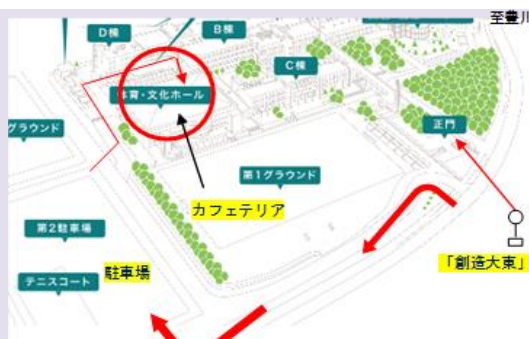 至豊川
D棟
B棟
C棟
体育・文化ホール
グラウンド
正門
第1グラウンド
カフェテリア
第2駐車場
駐車場
テニスコート
「創造大東」